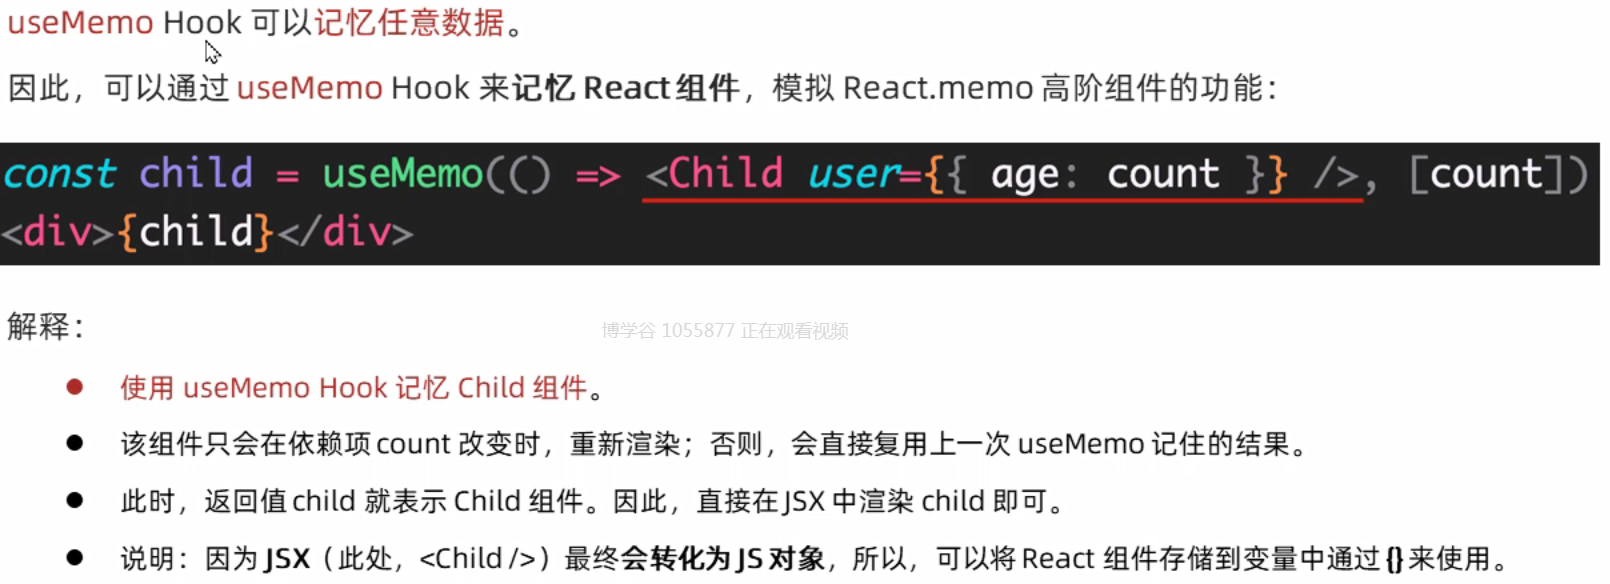 useMemo Hook 可以记忆任意数据。
因此，可以通过 useMemo Hook 来记忆 React 组件，模拟 React.memo 高阶组件的功能：
const child = useMemo(() => <Child user={{ age: count }} />, [count])
<div>{child}</div>
解释：
博学谷 1055877 正在观看视频
● 使用 useMemo Hook 记忆 Child 组件。
● 该组件只会在依赖项 count 改变时，重新渲染；否则，会直接复用上一次 useMemo 记住的结果。
● 此时，返回值 child 就表示 Child 组件。因此，直接在 JSX 中渲染 child 即可。
● 说明：因为 JSX（此处，<Child />）最终会转化为 JS 对象，所以，可以将 React 组件存储到变量中通过 {} 来使用。